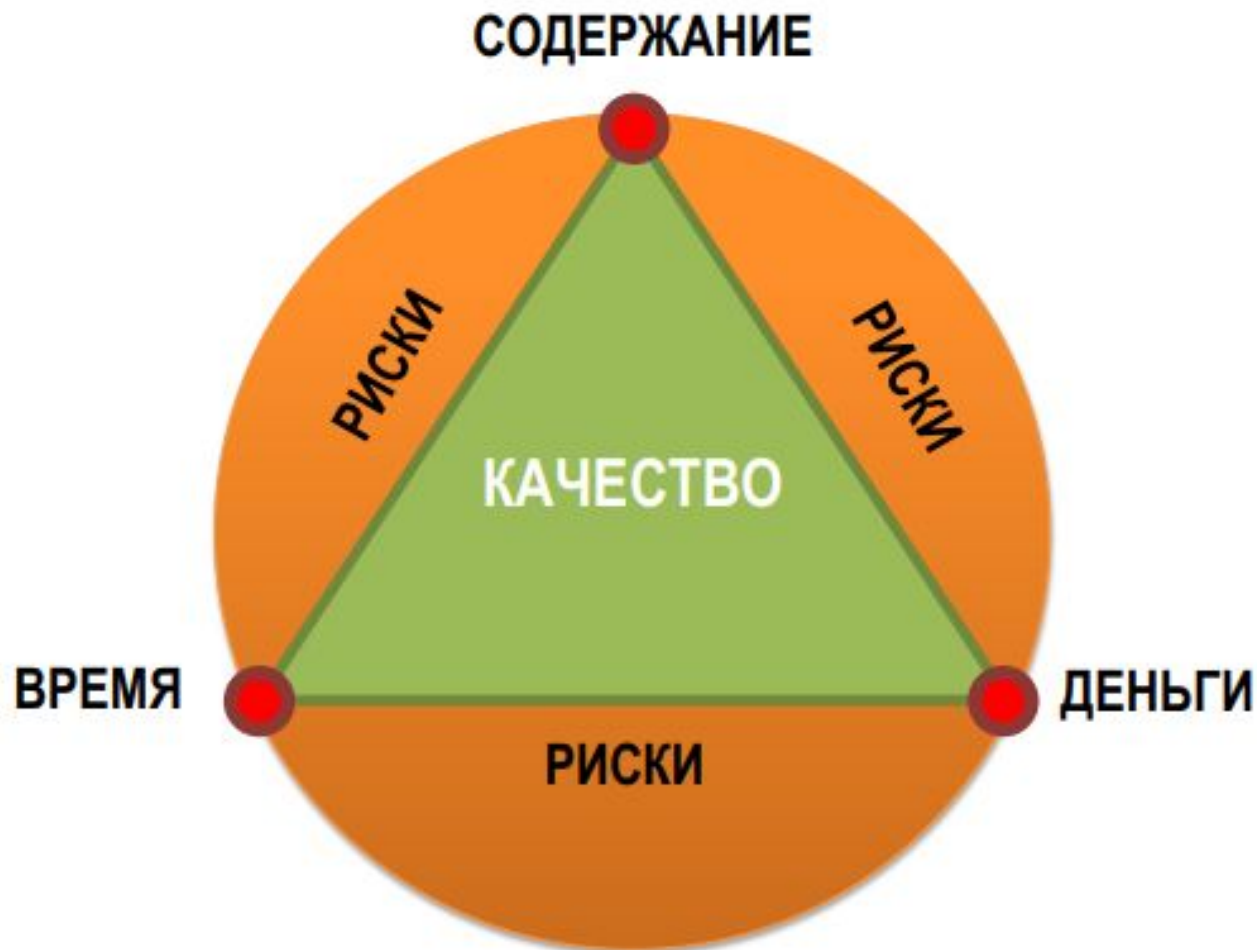 СОДЕРЖАНИЕ
РИСКИ
РИСКИ
КАЧЕСТВО
ВРЕМЯ
ДЕНЬГИ
РИСКИ